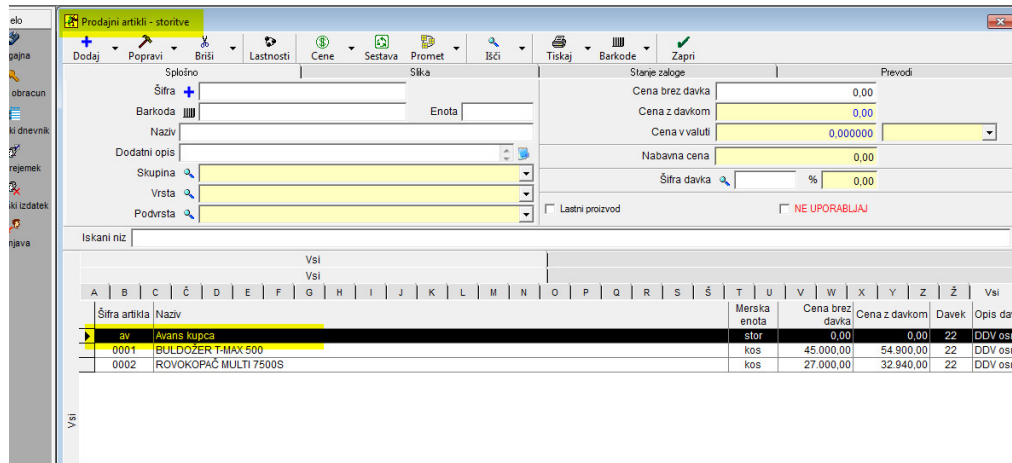 elo
Prodajni artikli - storitve
Dodaj Popravi Briši Lastnosti Cene Sestava Promet Išči Tiskaj Barkode Zapri
gajna
obracun
ki dnevnik
rejemek
ki izdatek
njava
Splošno Slika Stanje zaloge Prevodi
Šifra
Barkoda Enota
Naziv
Dodatni opis
Skupina
Vrsta
Podvrsta
Cena brez davka 0,00
Cena z davkom 0,00
Cena v valuti 0,000000
Nabavna cena 0,00
Šifra davka % 0,00
Lastni proizvod NE UPORABLJAJ
Iskani niz
Vsi
Vsi
A B C Č D E F G H I J K L M N O P Q R S Š T U V W X Y Z Ž Vsi
Šifra artikla Naziv Merska enota Cena brez davka Cena z davkom Davek Opis da
av Avans kupca stor 0,00 0,00 22 DDV os
0001 BULDOŽER T-MAX 500 kos 45.000,00 54.900,00 22 DDV os
0002 ROVOKOPAČ MULTI 7500S kos 27.000,00 32.940,00 22 DDV os
Vsi